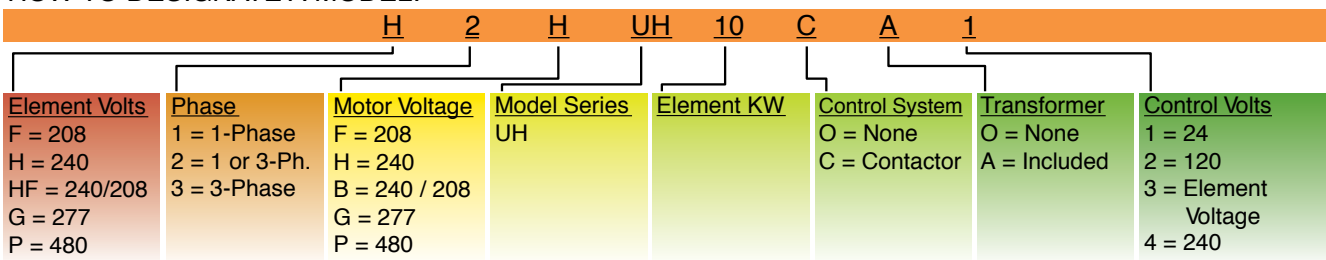 H 2 H UH 10 C A 1
Element Volts
F = 208
H = 240
HF = 240/208
G = 277
P = 480
Phase
1 = 1-Phase
2 = 1 or 3-Ph.
3 = 3-Phase
Motor Voltage
F = 208
H = 240
B = 240 / 208
G = 277
P = 480
Model Series
UH
Element KW
Control System
O = None
C = Contactor
Transformer
O = None
A = Included
Control Volts
1 = 24
2 = 120
3 = Element
Voltage
4 = 240